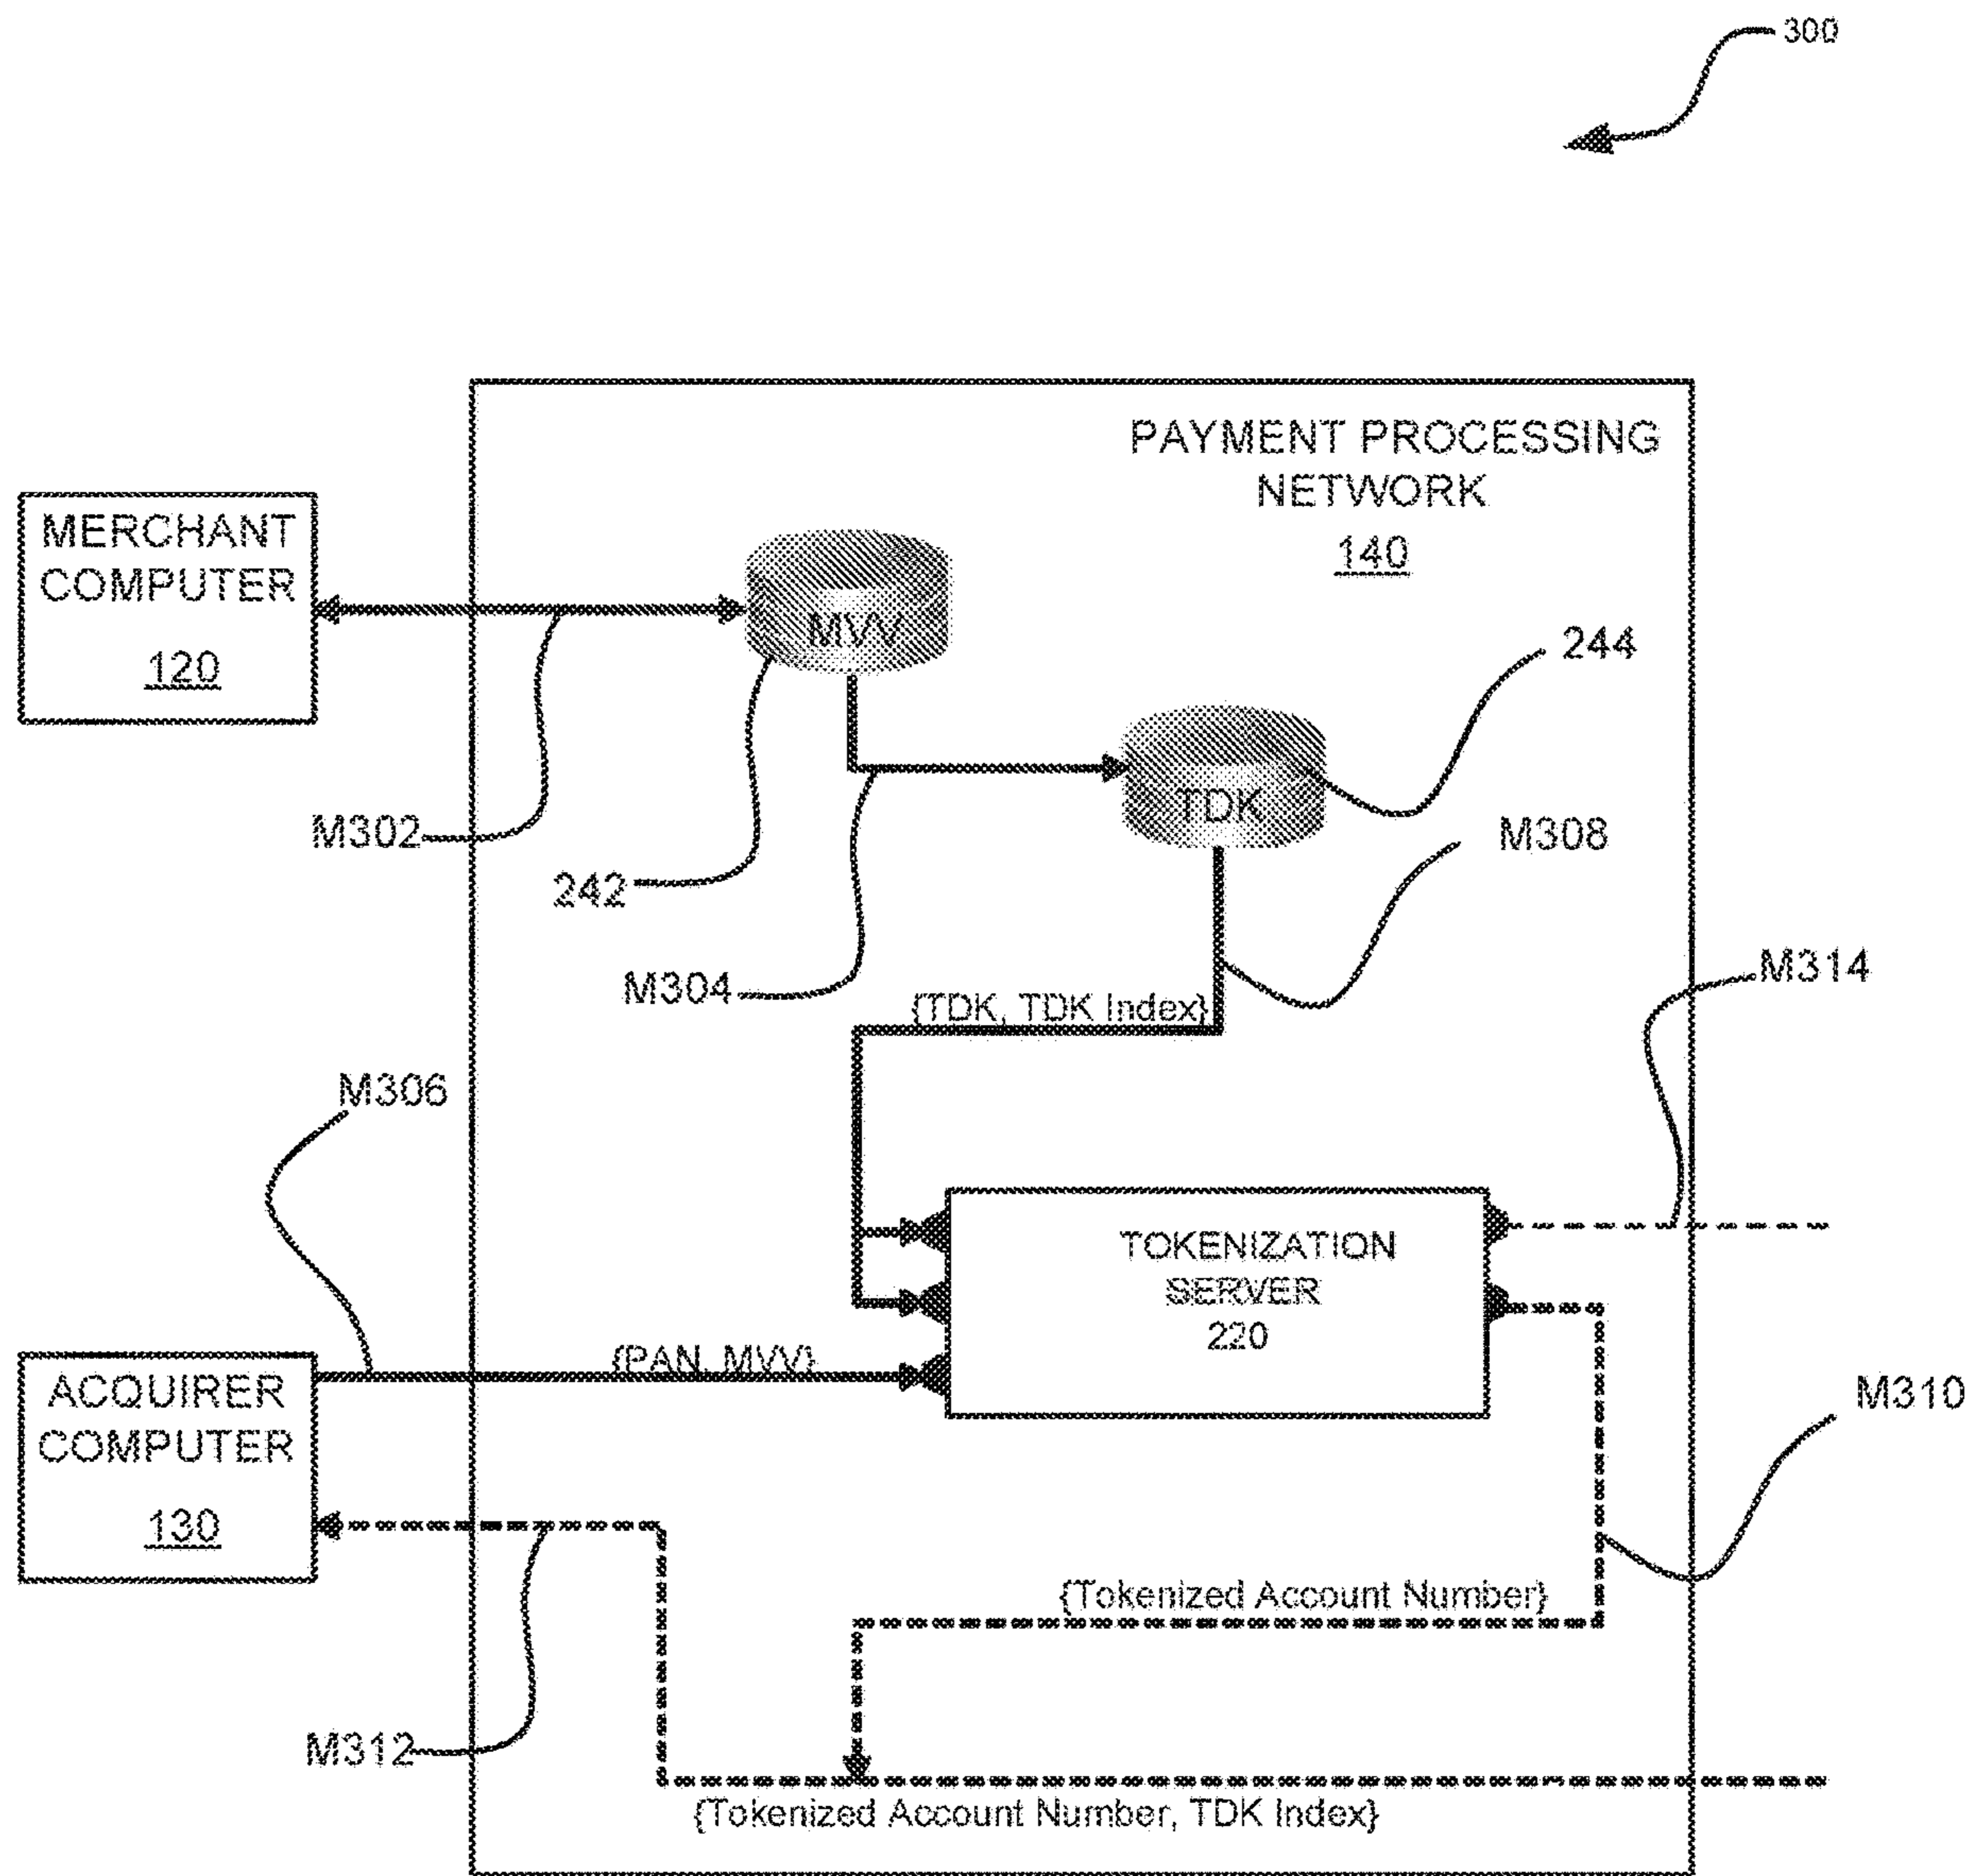 300
PAYMENT PROCESSING
NETWORK
140
MERCHANT
COMPUTER
120
MVV
244
TDK
M302
M308
242
M304
{TDK, TDK Index}
M314
M306
TOKENIZATION
SERVER
220
{PAN, MVV}
ACQUIRER
COMPUTER
130
M310
{Tokenized Account Number}
M312
{Tokenized Account Number, TDK Index}